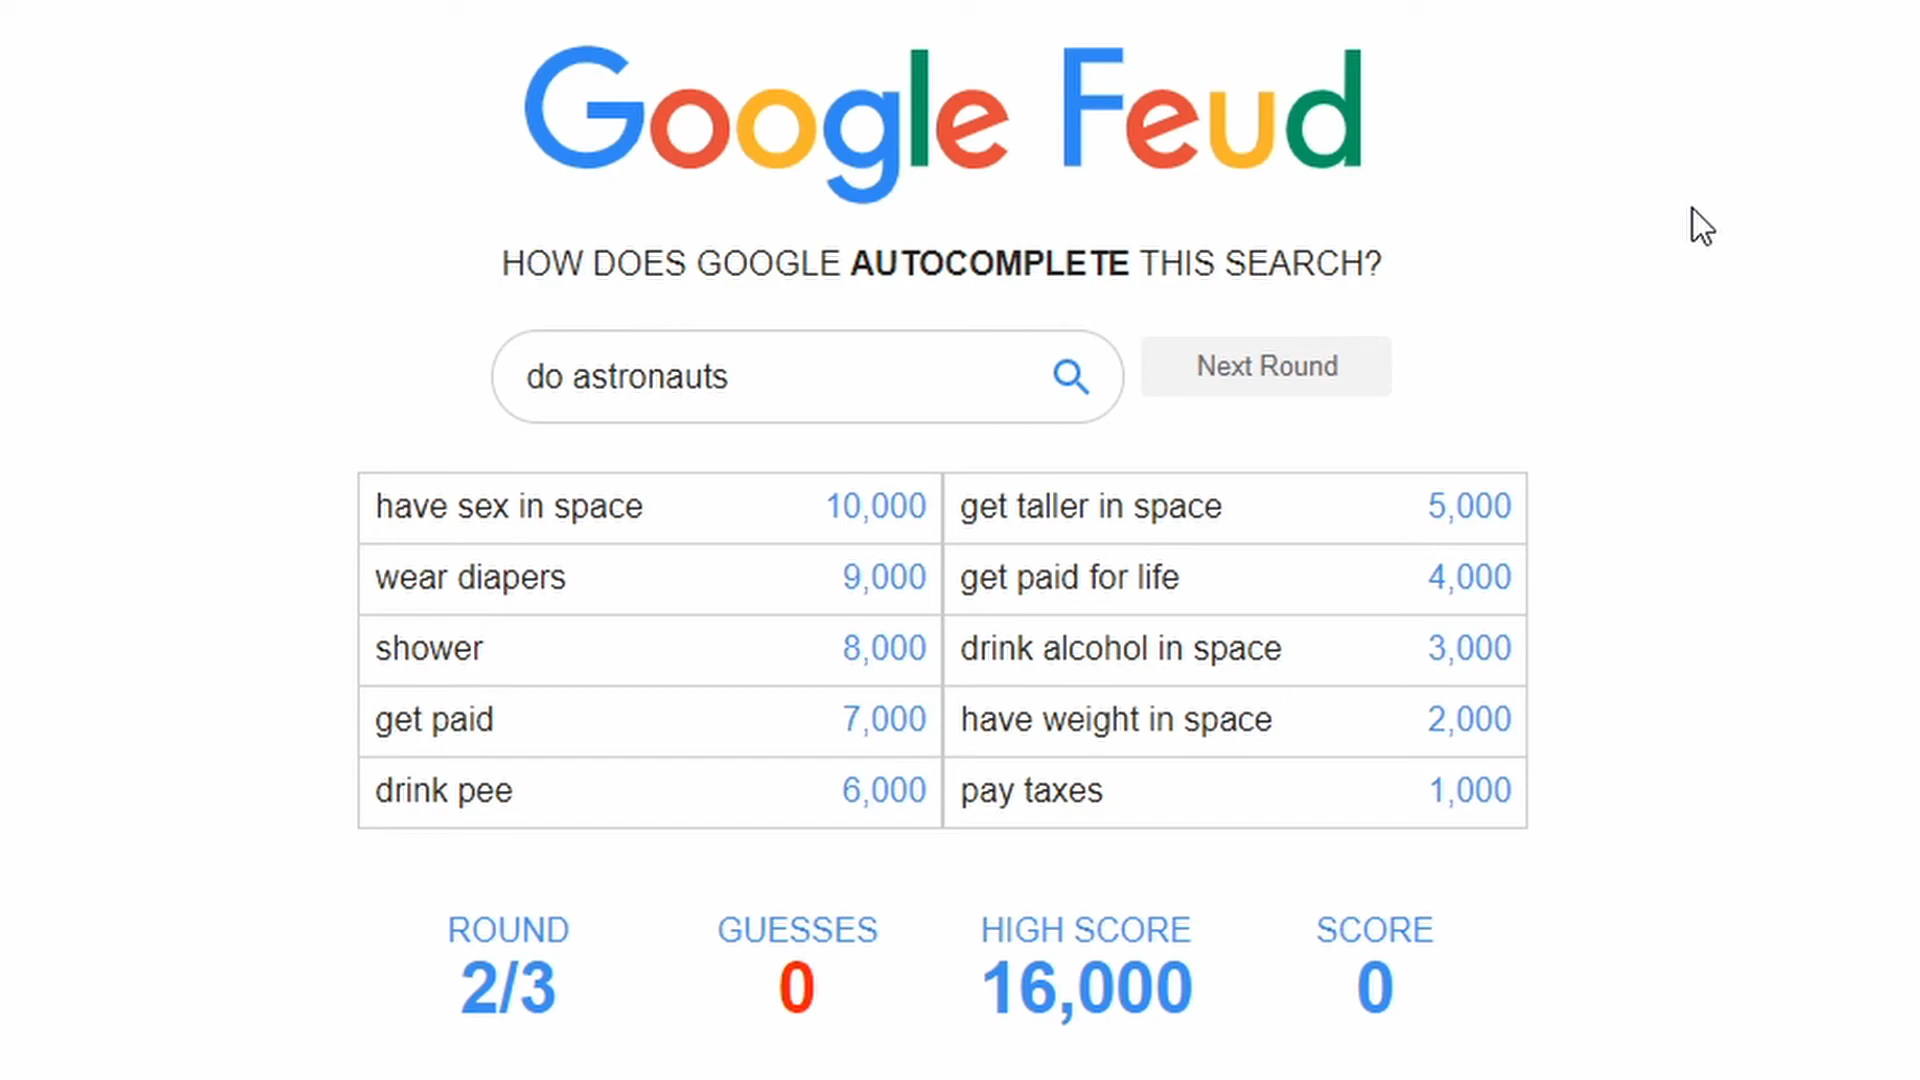 Google Feud
HOW DOES GOOGLE AUTOCOMPLETE THIS SEARCH?
do astronauts
Next Round
have sex in space 10,000
wear diapers 9,000
shower 8,000
get paid 7,000
drink pee 6,000
get taller in space 5,000
get paid for life 4,000
drink alcohol in space 3,000
have weight in space 2,000
pay taxes 1,000
ROUND
2/3
GUESSES
0
HIGH SCORE
16,000
SCORE
0